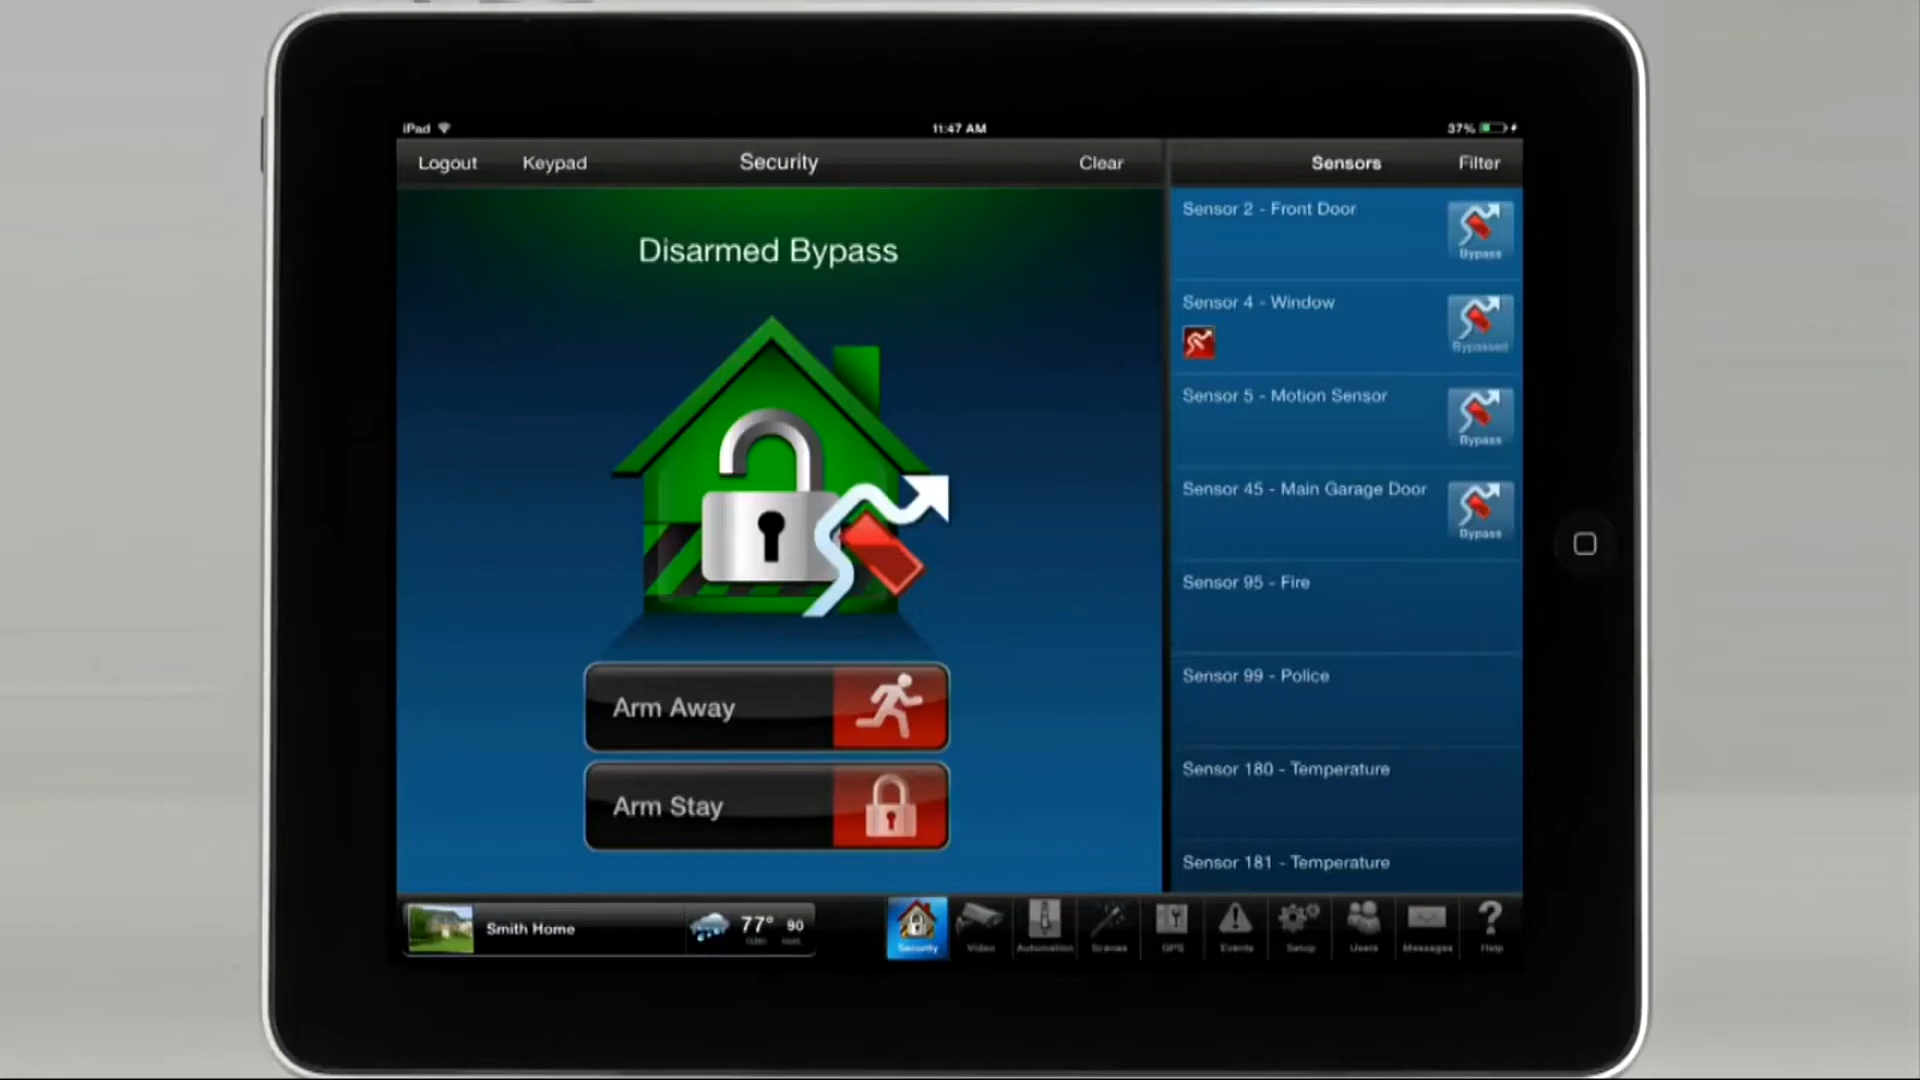 iPad
11:47 AM
37%
Logout
Keypad
Security
Clear
Sensors
Filter
Disarmed Bypass
Arm Away
Arm Stay
Sensor 2 - Front Door
Bypass
Sensor 4 - Window
Bypassed
Sensor 5 - Motion Sensor
Bypass
Sensor 45 - Main Garage Door
Bypass
Sensor 95 - Fire
Sensor 99 - Police
Sensor 180 - Temperature
Sensor 181 - Temperature
Smith Home
77°
90
Security
Video
Automation
Scenes
GPS
Events
Setup
Users
Messages
Help